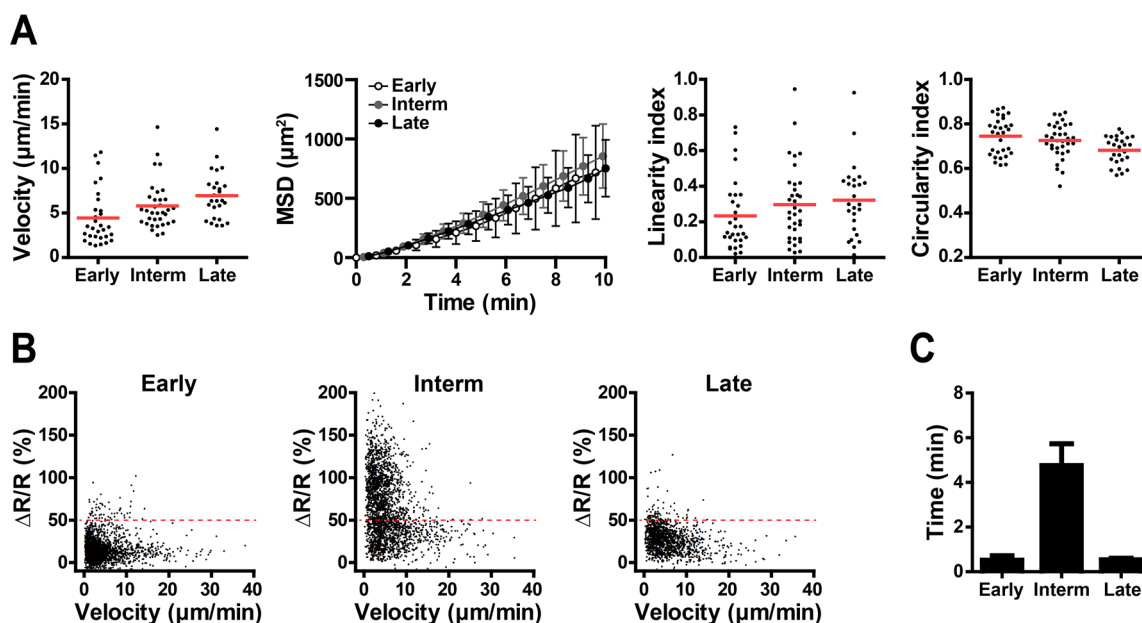 A
Velocity (µm/min)
20
15
10
5
0
Early Interm Late
MSD (µm²)
1500
1000
500
0
Early
Interm
Late
0 2 4 6 8 10
Time (min)
Linearity index
1.0
0.8
0.6
0.4
0.2
0.0
Early Interm Late
Circularity index
1.0
0.8
0.6
0.4
0.2
Early Interm Late
B
Early
ΔR/R (%)
200
150
100
50
0
0 10 20 30 40
Velocity (µm/min)
Interm
ΔR/R (%)
200
150
100
50
0
0 10 20 30 40
Velocity (µm/min)
Late
ΔR/R (%)
200
150
100
50
0
0 10 20 30 40
Velocity (µm/min)
C
Time (min)
8
6
4
2
0
Early Interm Late